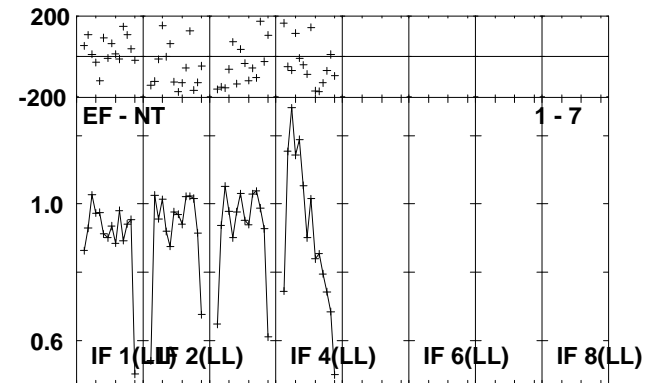 200
-200
EF - NT
1 - 7
1.0
0.6
IF 1(LL)
IF 2(LL)
IF 4(LL)
IF 6(LL)
IF 8(LL)